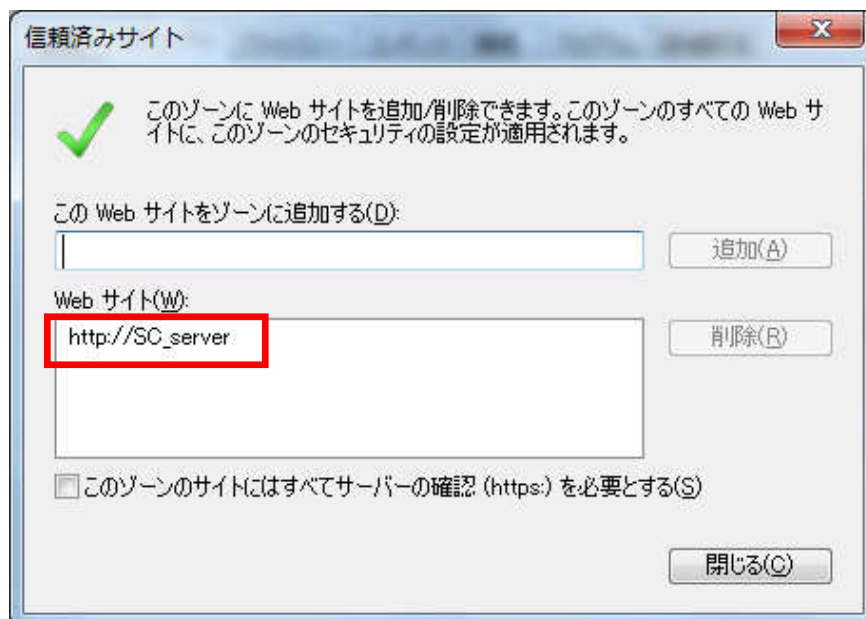 信頼済みサイト
このゾーンに Web サイトを追加/削除できます。このゾーンのすべての Web サ
イトに、このゾーンのセキュリティの設定が適用されます。
この Web サイトをゾーンに追加する(D):
追加(A)
Web サイト(W):
http://SC_server
削除(R)
このゾーンのサイトにはすべてサーバーの確認 (https:) を必要とする(S)
閉じる(C)